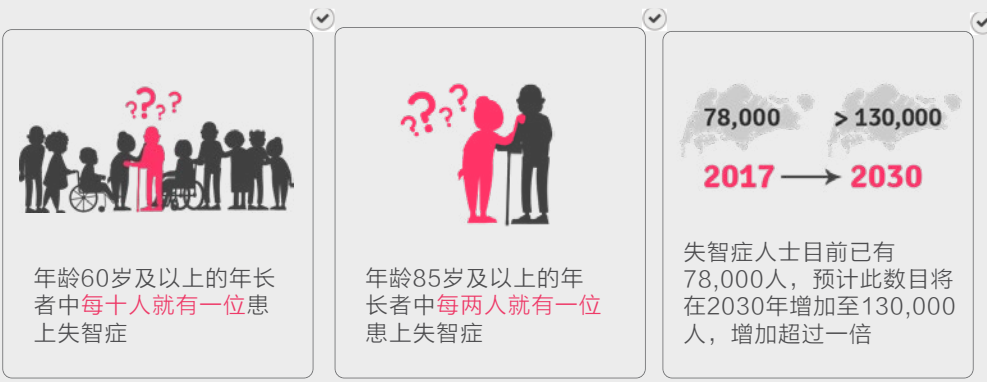 ???
年龄60岁及以上的年长
者中每十人就有一位患
上失智症
???
年龄85岁及以上的年
长者中每两人就有一位
患上失智症
78,000 > 130,000
2017 → 2030
失智症人士目前已有
78,000人，预计此数目将
在2030年增加至130,000
人，增加超过一倍